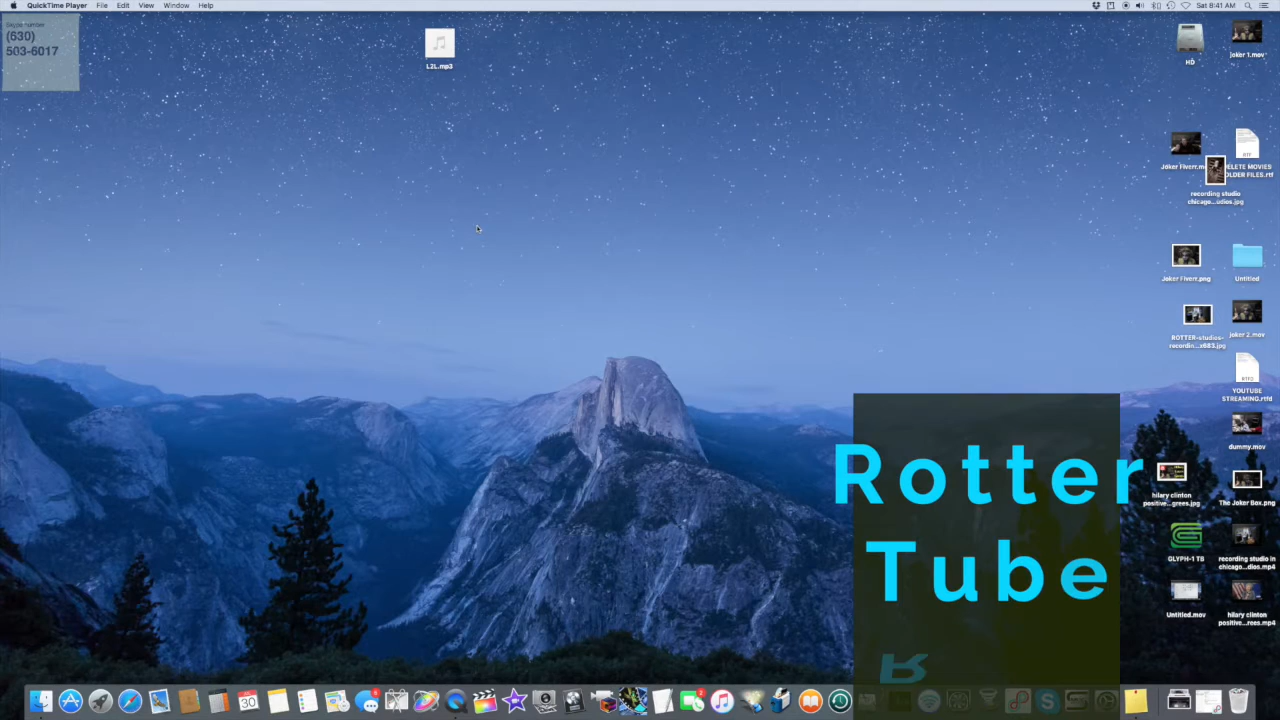 QuickTime Player File Edit View Window Help
Sat 8:41 AM
Skype number
(630)
503-6017
L2L.mp3
HD
joker 1.mov
Joker Fiverr.m
DELETE MOVIES
OLDER FILES.rtf
recording studio
chicago...udios.jpg
Joker Fiverr.png
Untitled
ROTTER-studios-
recordin...x683.jpg
joker 2.mov
YOUTUBE
STREAMING.rtfd
dummy.mov
hilary clinton
positive...grees.jpg
The Joker Box.png
GLYPH-1 TB
recording studio in
chicago...dios.mp4
Untitled.mov
hilary clinton
positive...rees.mp4
Rotter
Tube
R
30